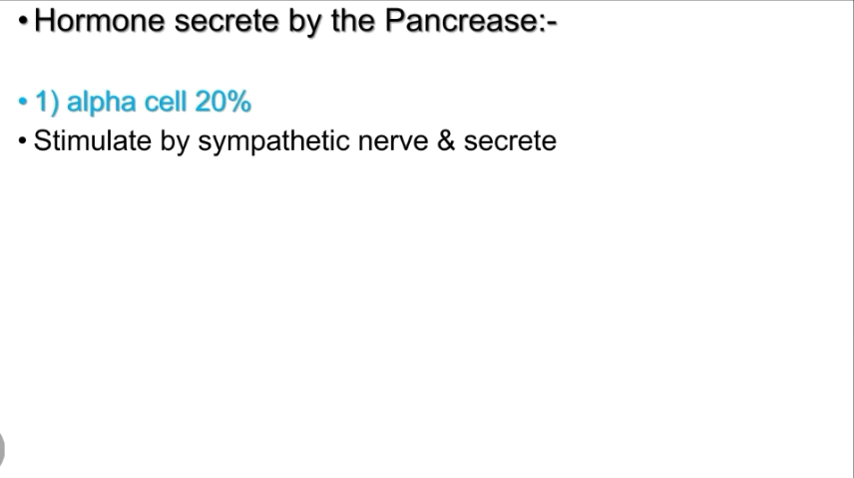 • Hormone secrete by the Pancrease:-
• 1) alpha cell 20%
• Stimulate by sympathetic nerve & secrete